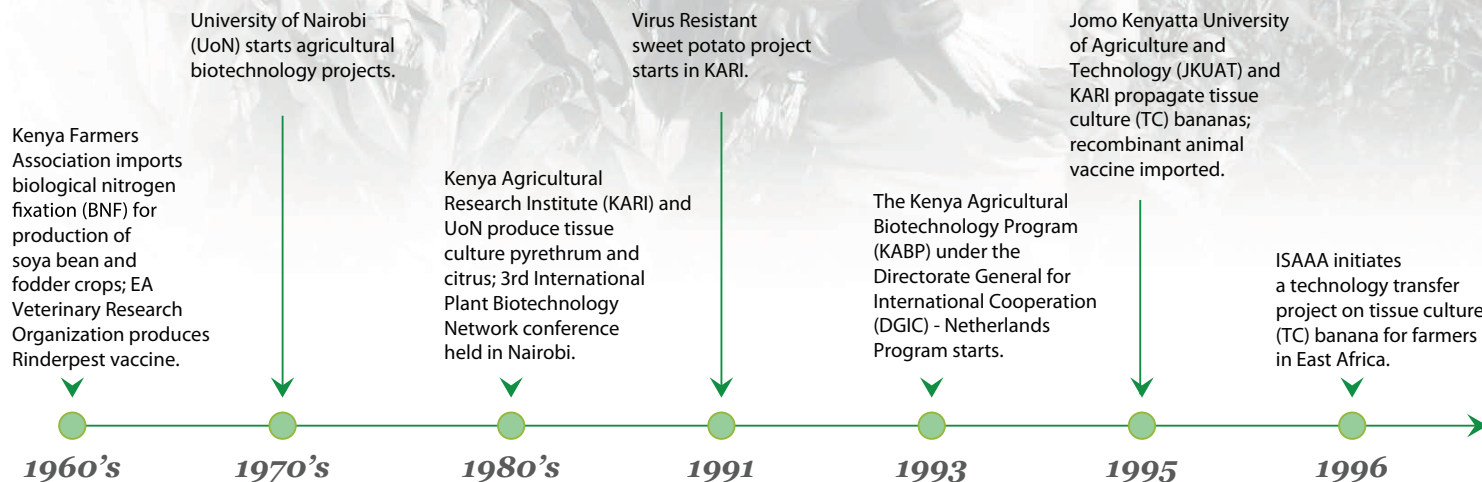 Kenya Farmers
Association imports
biological nitrogen
fixation (BNF) for
production of
soya bean and
fodder crops; EA
Veterinary Research
Organization produces
Rinderpest vaccine.
1960's
University of Nairobi
(UoN) starts agricultural
biotechnology projects.
1970's
Kenya Agricultural
Research Institute (KARI) and
UoN produce tissue
culture pyrethrum and
citrus; 3rd International
Plant Biotechnology
Network conference
held in Nairobi.
1980's
Virus Resistant
sweet potato project
starts in KARI.
1991
The Kenya Agricultural
Biotechnology Program
(KABP) under the
Directorate General for
International Cooperation
(DGIC) - Netherlands
Program starts.
1993
Jomo Kenyatta University
of Agriculture and
Technology (JKUAT) and
KARI propagate tissue
culture (TC) bananas;
recombinant animal
vaccine imported.
1995
ISAAA initiates
a technology transfer
project on tissue culture
(TC) banana for farmers
in East Africa.
1996